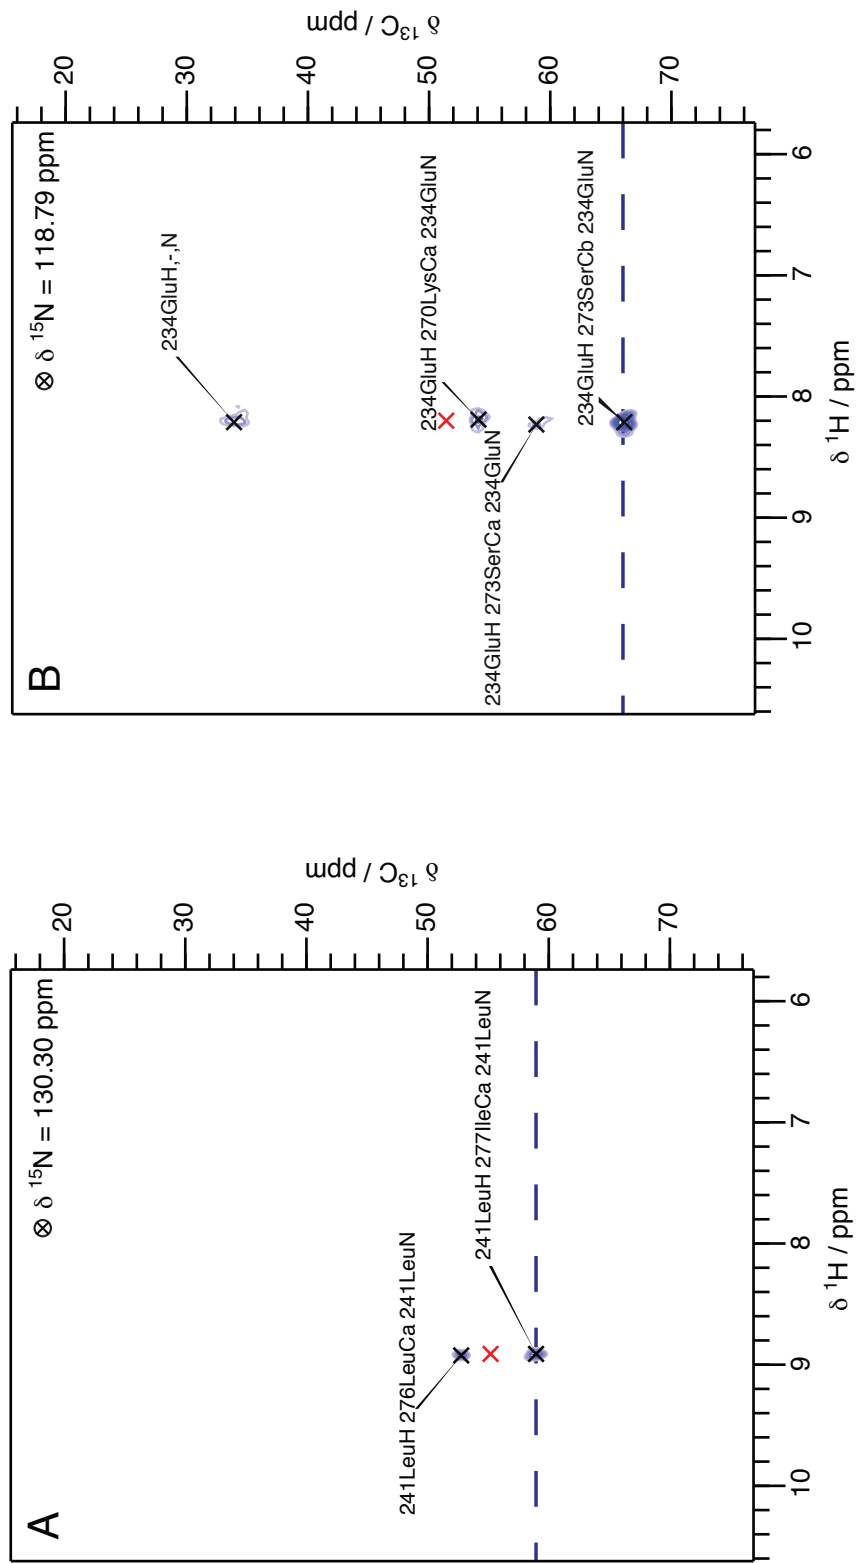 A
⊗ δ ¹⁵N = 130.30 ppm
241LeuH 276LeuCa 241LeuN
241LeuH 277IleCa 241LeuN
20
30
40
50
60
70
δ ¹³C / ppm
10
9
8
7
6
δ ¹H / ppm
B
⊗ δ ¹⁵N = 118.79 ppm
234GluH,-,N
234GluH 270LysCa 234GluN
234GluH 273SerCa 234GluN
234GluH 273SerCb 234GluN
20
30
40
50
60
70
δ ¹³C / ppm
10
9
8
7
6
δ ¹H / ppm